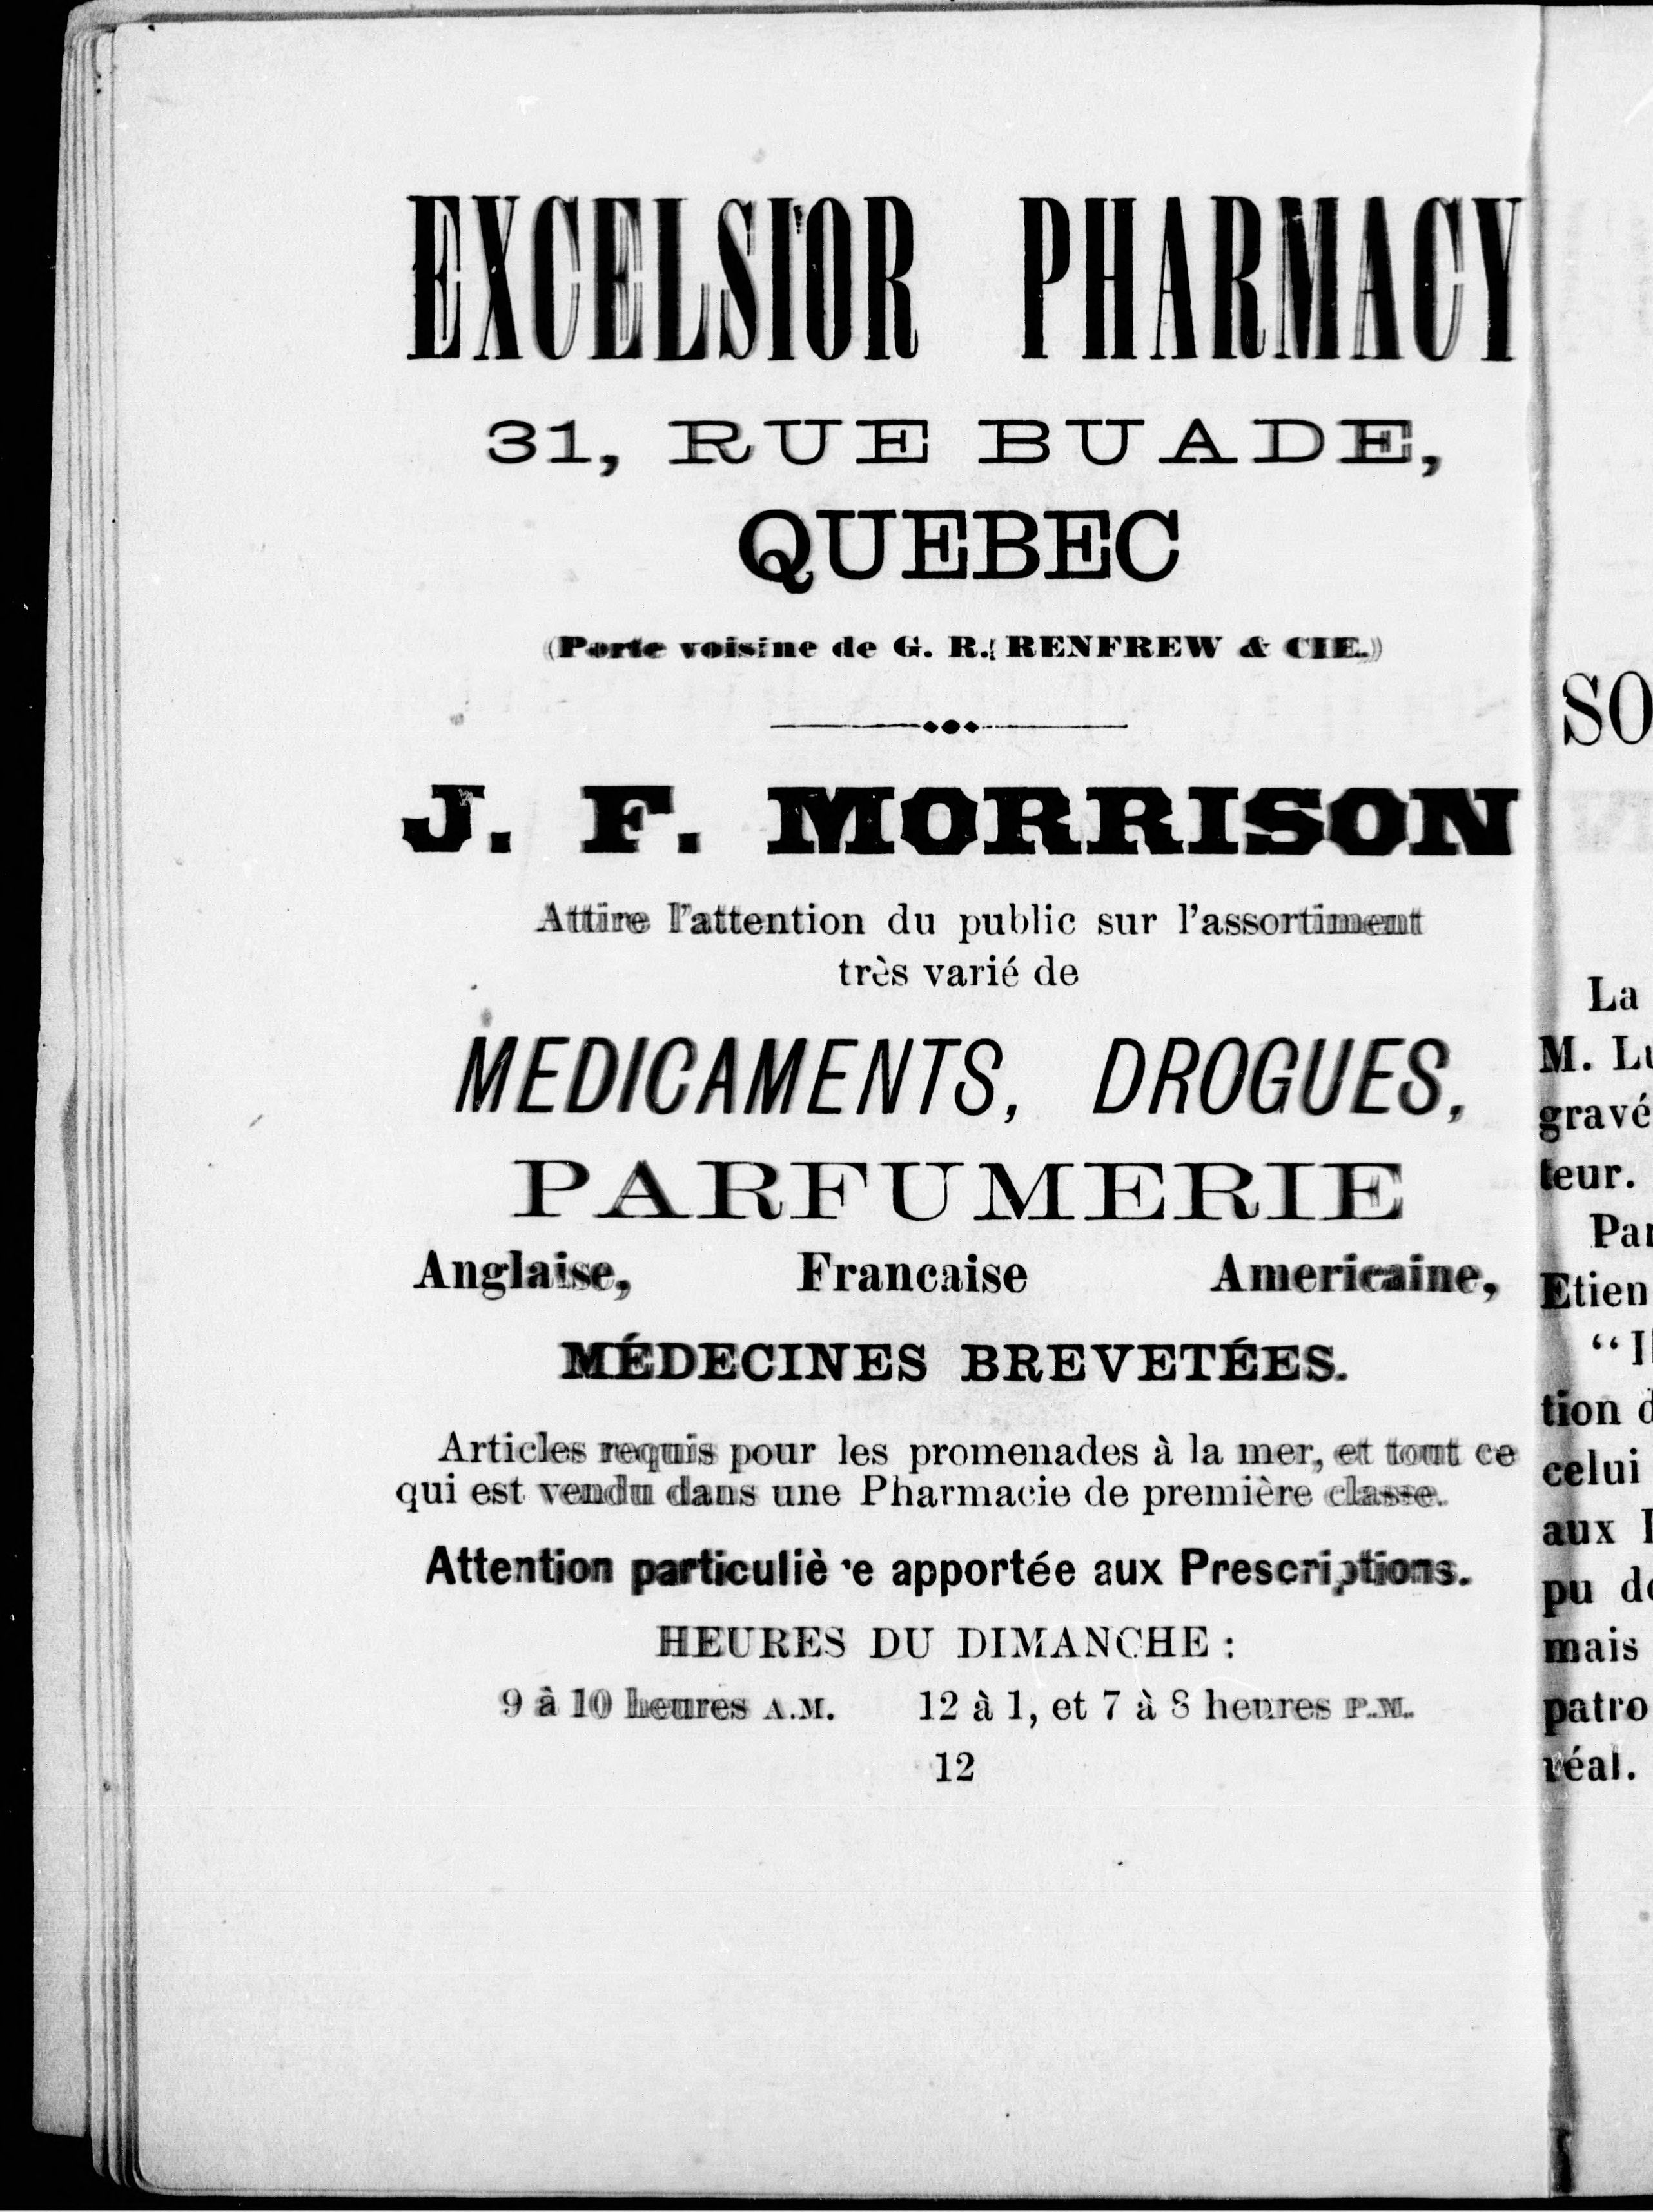 EXCELSIOR PHARMACY
31, RUE BUADE,
QUEBEC
(Porte voisine de G. R. RENFREW & CIE.)
J. F. MORRISON
Attire l'attention du public sur l'assortiment
très varié de
MEDICAMENTS, DROGUES,
PARFUMERIE
Anglaise, Francaise Americaine,
MÉDECINES BREVETÉES.
Articles requis pour les promenades à la mer, et tout ce
qui est vendu dans une Pharmacie de première classe.
Attention particulière apportée aux Prescriptions.
HEURES DU DIMANCHE :
9 à 10 heures A.M. 12 à 1, et 7 à 8 heures P.M.
12
SO
La
M. Lu
gravé
teur.
Par
Etien
"Il
tion d
celui
aux
pu de
mais
patro
réal.